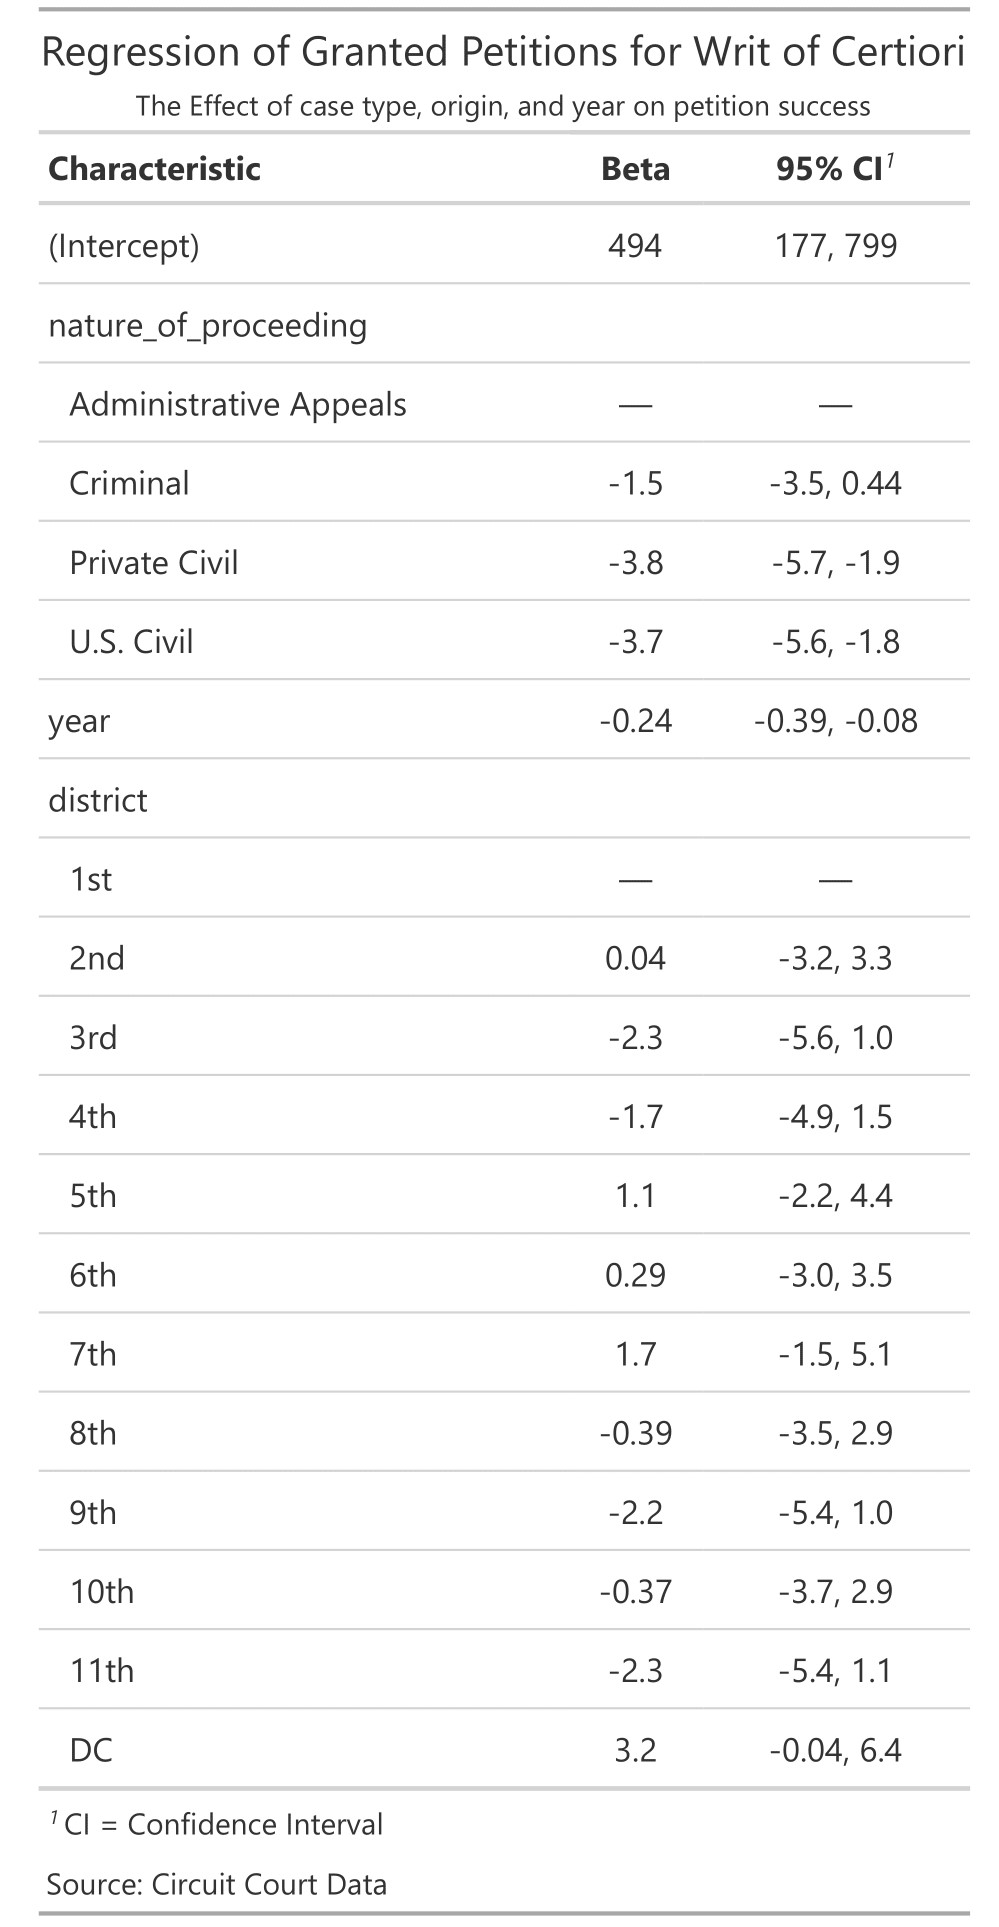 Regression of Granted Petitions for Writ of Certiori
The Effect of case type, origin, and year on petition success
Characteristic Beta 95% CI¹
(Intercept) 494 177, 799
nature_of_proceeding
Administrative Appeals — —
Criminal -1.5 -3.5, 0.44
Private Civil -3.8 -5.7, -1.9
U.S. Civil -3.7 -5.6, -1.8
year -0.24 -0.39, -0.08
district
1st — —
2nd 0.04 -3.2, 3.3
3rd -2.3 -5.6, 1.0
4th -1.7 -4.9, 1.5
5th 1.1 -2.2, 4.4
6th 0.29 -3.0, 3.5
7th 1.7 -1.5, 5.1
8th -0.39 -3.5, 2.9
9th -2.2 -5.4, 1.0
10th -0.37 -3.7, 2.9
11th -2.3 -5.4, 1.1
DC 3.2 -0.04, 6.4
¹ CI = Confidence Interval
Source: Circuit Court Data